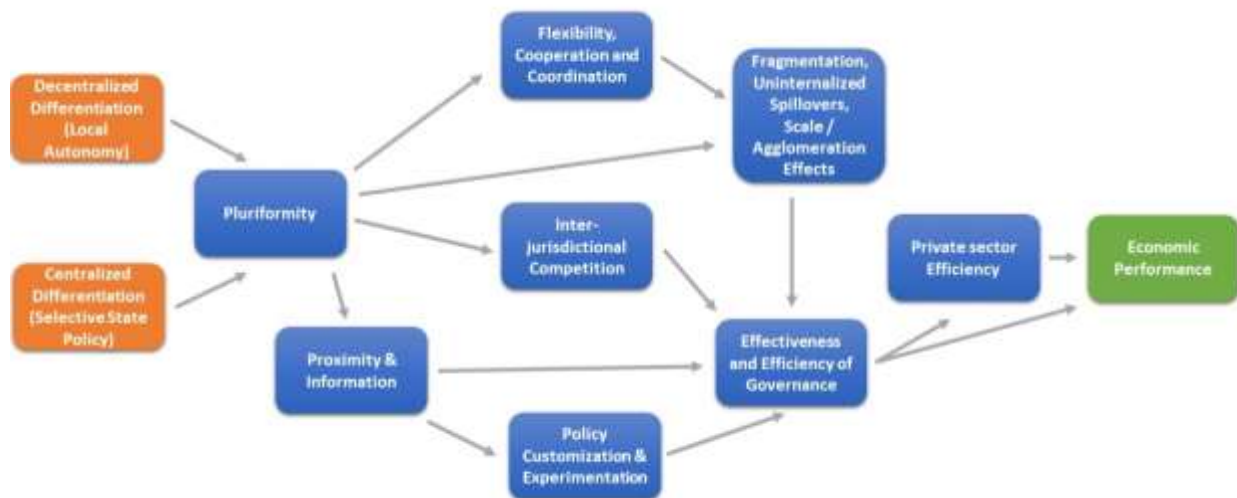 Decentralized
Differentiation
(Local
Autonomy)
Centralized
Differentiation
(Selective State
Policy)
Pluriformity
Flexibility,
Cooperation and
Coordination
Fragmentation,
Uninternalized
Spillovers,
Scale /
Agglomeration
Effects
Inter-
jurisdictional
Competition
Proximity &
Information
Policy
Customization &
Experimentation
Effectiveness
and Efficiency of
Governance
Private sector
Efficiency
Economic
Performance